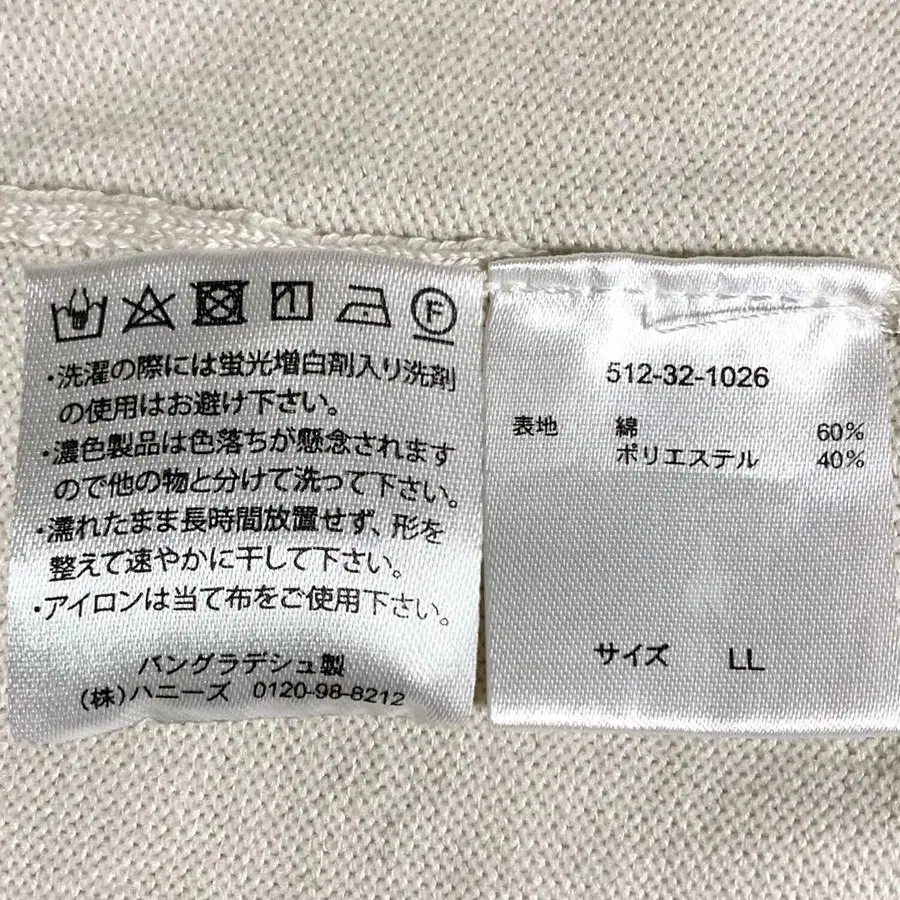 F
・洗濯の際には蛍光増白剤入り洗剤
の使用はお避け下さい。
・濃色製品は色落ちが懸念されます
ので他の物と分けて洗って下さい。
・濡れたまま長時間放置せず、形を
整えて速やかに干して下さい。
・アイロンは当て布をご使用下さい。
バングラデシュ製
(株)ハニーズ 0120-98-8212
512-32-1026
表地 綿 60%
ポリエステル 40%
サイズ LL